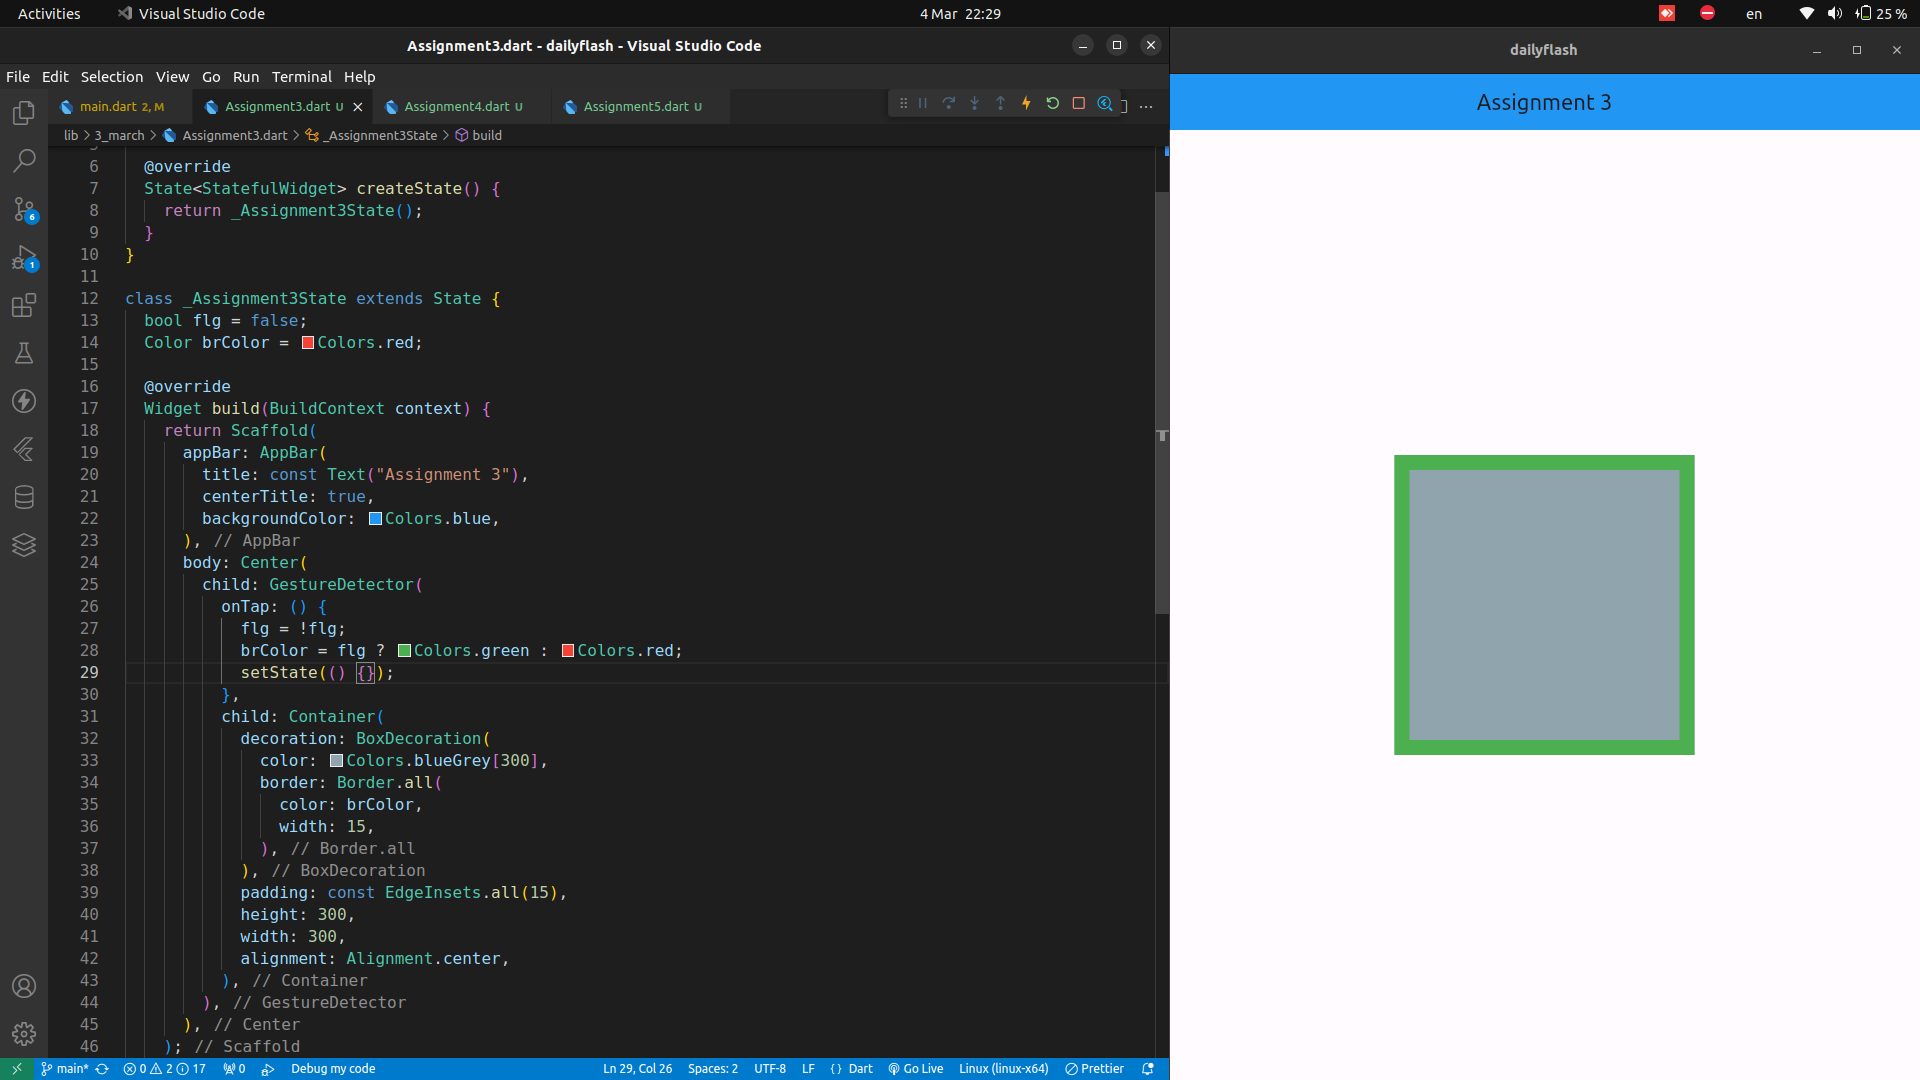 Activities
Visual Studio Code
4 Mar 22:29
en
25 %
Assignment3.dart - dailyflash - Visual Studio Code
dailyflash
File Edit Selection View Go Run Terminal Help
main.dart 2, M
Assignment3.dart U
Assignment4.dart U
Assignment5.dart U
lib > 3_march > Assignment3.dart > _Assignment3State > build
Assignment 3
5
6 @override
7 State<StatefulWidget> createState() {
8 return _Assignment3State();
9 }
10 }
11
12 class _Assignment3State extends State {
13 bool flg = false;
14 Color brColor = Colors.red;
15
16 @override
17 Widget build(BuildContext context) {
18 return Scaffold(
19 appBar: AppBar(
20 title: const Text("Assignment 3"),
21 centerTitle: true,
22 backgroundColor: Colors.blue,
23 ), // AppBar
24 body: Center(
25 child: GestureDetector(
26 onTap: () {
27 flg = !flg;
28 brColor = flg ? Colors.green : Colors.red;
29 setState(() {});
30 },
31 child: Container(
32 decoration: BoxDecoration(
33 color: Colors.blueGrey[300],
34 border: Border.all(
35 color: brColor,
36 width: 15,
37 ), // Border.all
38 ), // BoxDecoration
39 padding: const EdgeInsets.all(15),
40 height: 300,
41 width: 300,
42 alignment: Alignment.center,
43 ), // Container
44 ), // GestureDetector
45 ), // Center
46 ); // Scaffold
6
1
main* 0 2 17 0 Debug my code
Ln 29, Col 26 Spaces: 2 UTF-8 LF {} Dart Go Live Linux (linux-x64) Prettier